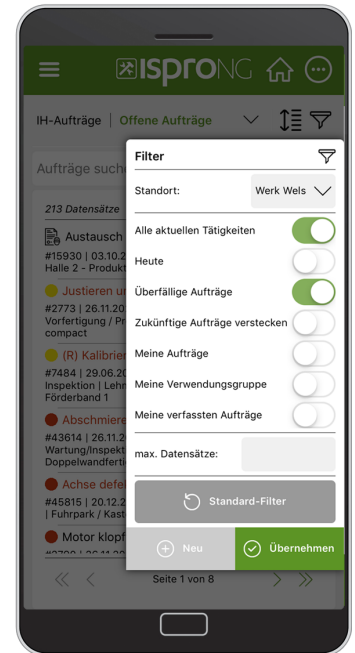 isproNG
IH-Aufträge | Offene Aufträge
Filter
Aufträge such
Standort: Werk Wels
213 Datensätze
Alle aktuellen Tätigkeiten
Austausch
#15930 | 03.10.2
Halle 2 - Produkt
Heute
Justieren u
#2773 | 26.11.20
Vorfertigung / Pr
compact
Überfällige Aufträge
Zukünftige Aufträge verstecken
(R) Kalibrie
#7484 | 29.06.20
Inspektion | Lehr
Förderband 1
Meine Aufträge
Meine Verwendungsgruppe
Abschmiere
#43614 | 26.11.2
Wartung/Inspekt
Doppelwandferti
Meine verfassten Aufträge
max. Datensätze:
Achse defe
#45815 | 20.12.2
| Fuhrpark / Kast
Standard-Filter
Motor klopf
Neu
Übernehmen
Seite 1 von 8